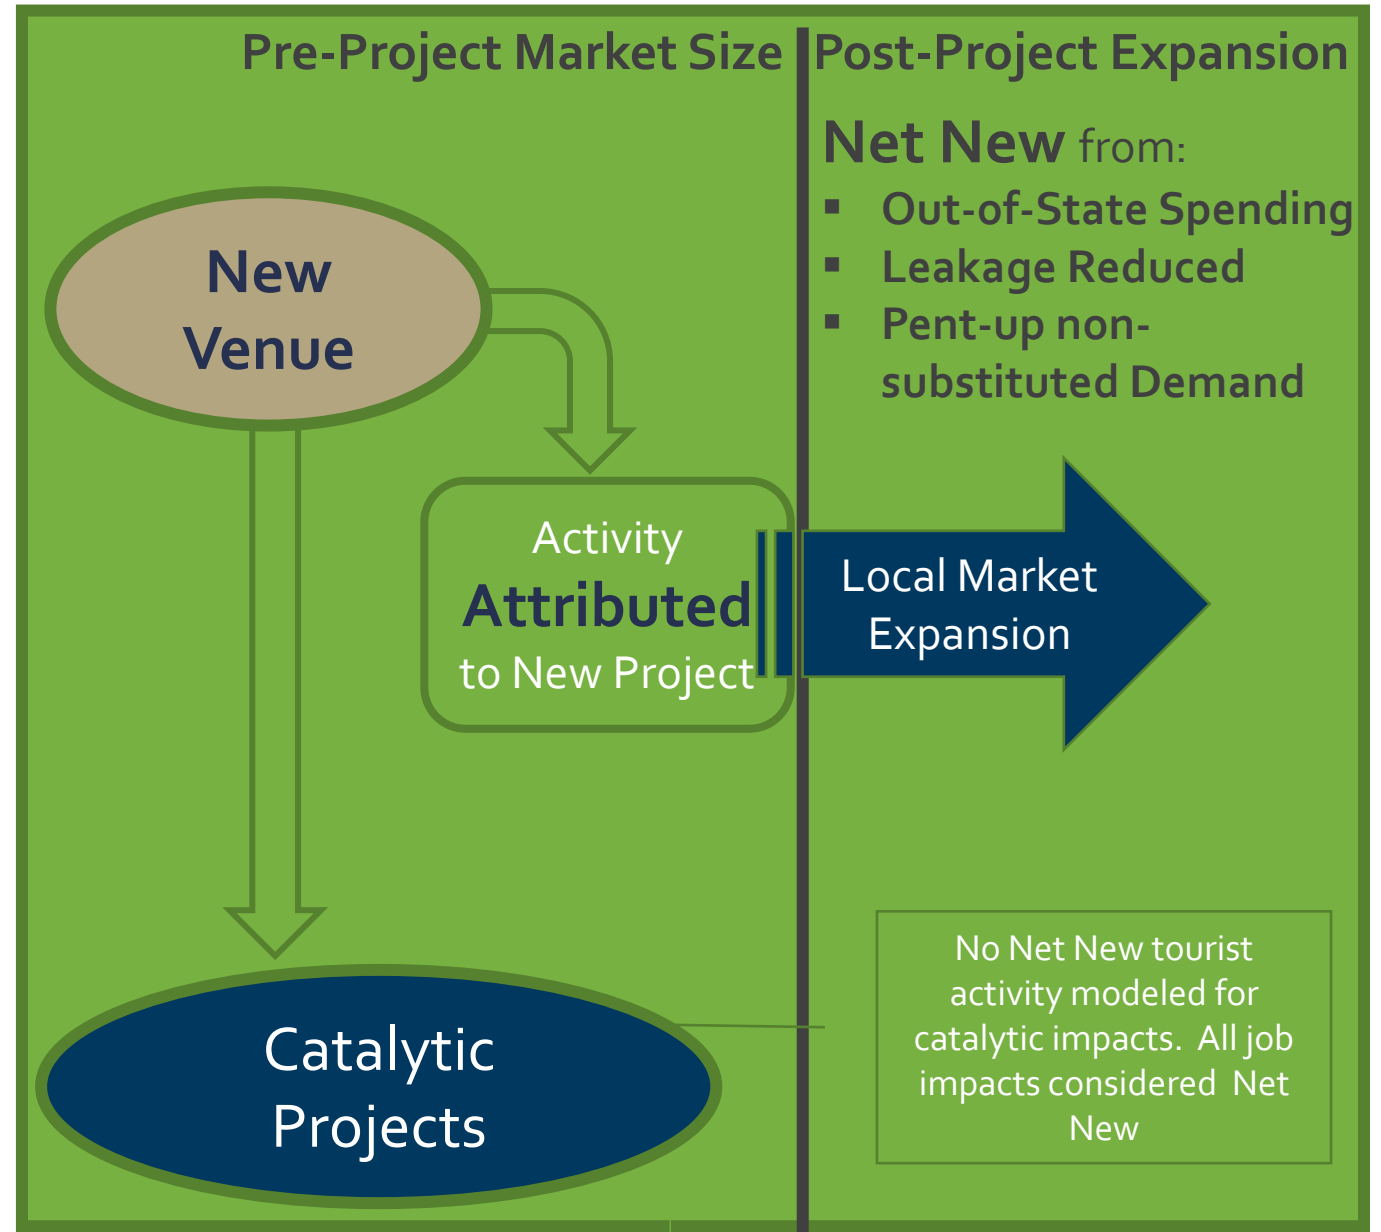 Pre-Project Market Size
Post-Project Expansion
Net New from:
▪ Out-of-State Spending
▪ Leakage Reduced
▪ Pent-up non-
substituted Demand
New
Venue
Activity
Attributed
to New Project
Local Market
Expansion
Catalytic
Projects
No Net New tourist
activity modeled for
catalytic impacts. All job
impacts considered Net
New